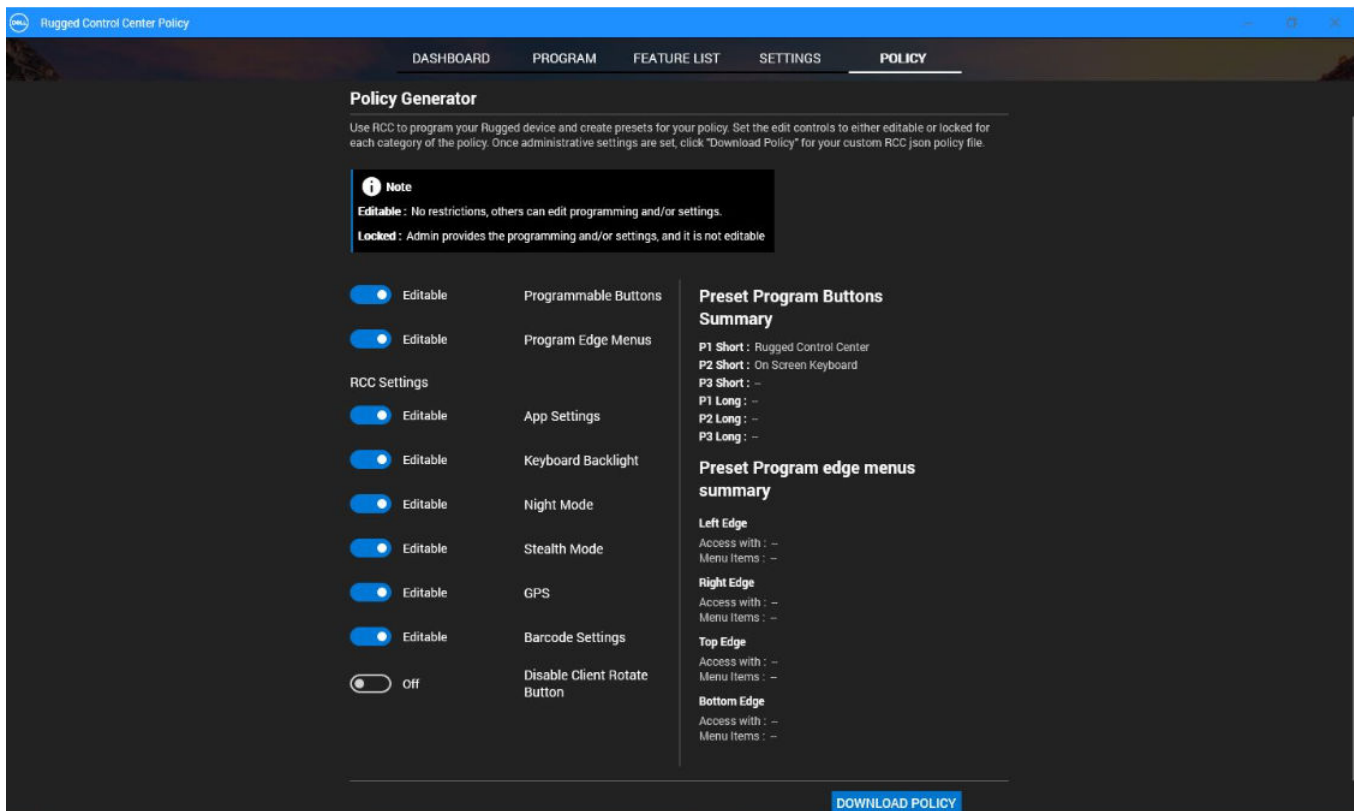 DELL
Rugged Control Center Policy
DASHBOARD PROGRAM FEATURE LIST SETTINGS POLICY
Policy Generator
Use RCC to program your Rugged device and create presets for your policy. Set the edit controls to either editable or locked for
each category of the policy. Once administrative settings are set, click "Download Policy" for your custom RCC json policy file.
i Note
Editable : No restrictions, others can edit programming and/or settings.
Locked : Admin provides the programming and/or settings, and it is not editable
Editable Programmable Buttons
Editable Program Edge Menus
RCC Settings
Editable App Settings
Editable Keyboard Backlight
Editable Night Mode
Editable Stealth Mode
Editable GPS
Editable Barcode Settings
Off Disable Client Rotate
Button
Preset Program Buttons
Summary
P1 Short : Rugged Control Center
P2 Short : On Screen Keyboard
P3 Short : --
P1 Long : --
P2 Long : --
P3 Long : --
Preset Program edge menus
summary
Left Edge
Access with : --
Menu Items : --
Right Edge
Access with : --
Menu Items : --
Top Edge
Access with : --
Menu Items : --
Bottom Edge
Access with : --
Menu Items : --
DOWNLOAD POLICY